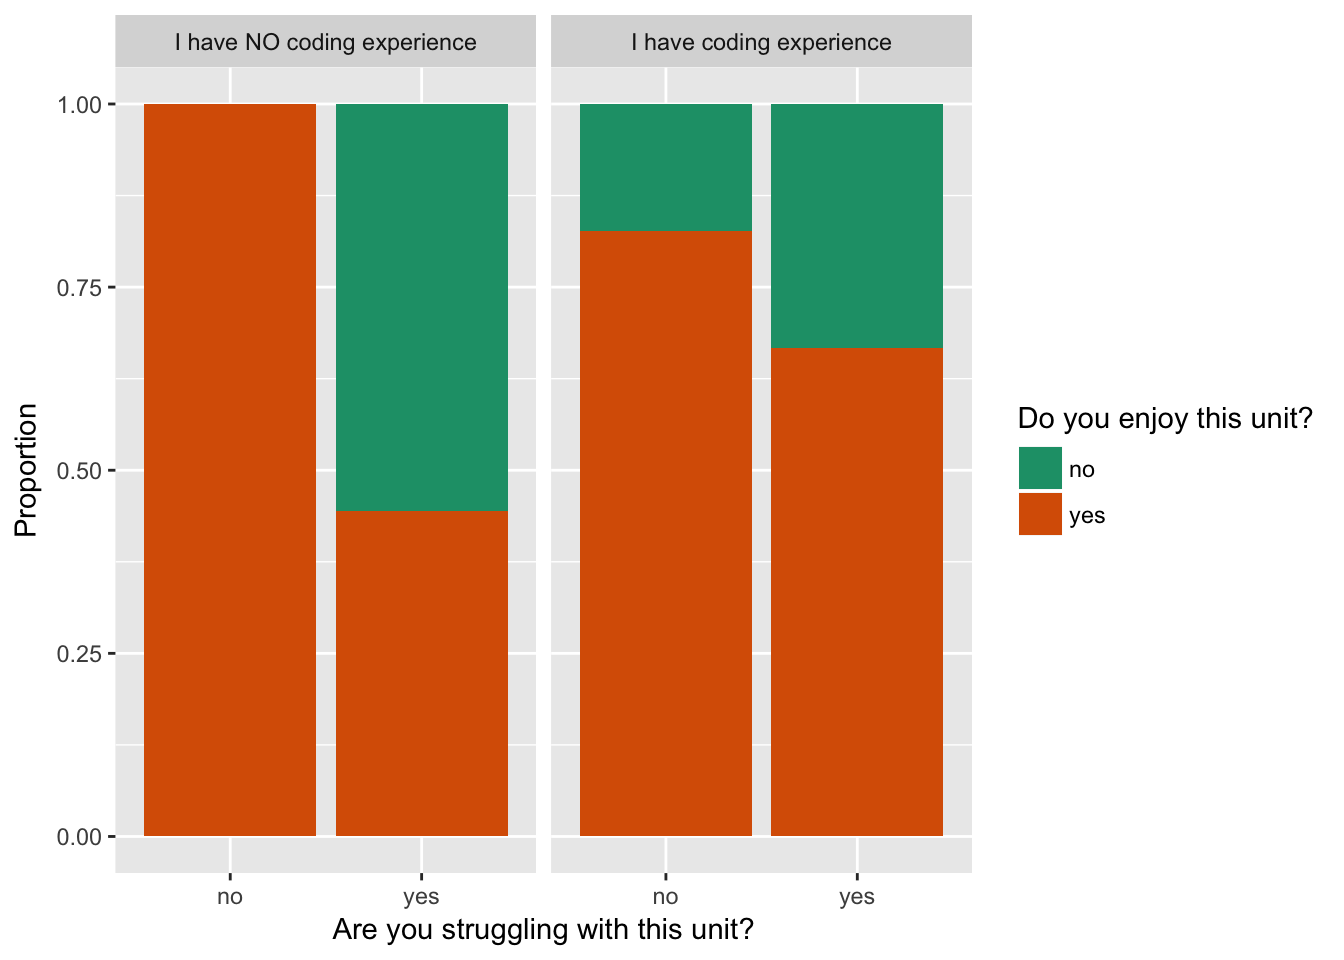 I have NO coding experience
I have coding experience
1.00
0.75
0.50
0.25
0.00
Proportion
no
yes
no
yes
Are you struggling with this unit?
Do you enjoy this unit?
no
yes